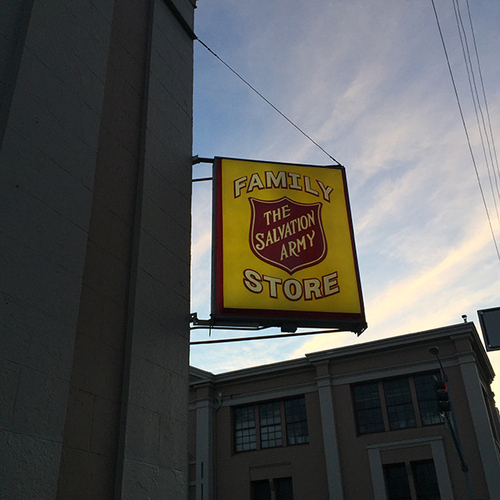 FAMILY
THE
SALVATION
ARMY
STORE